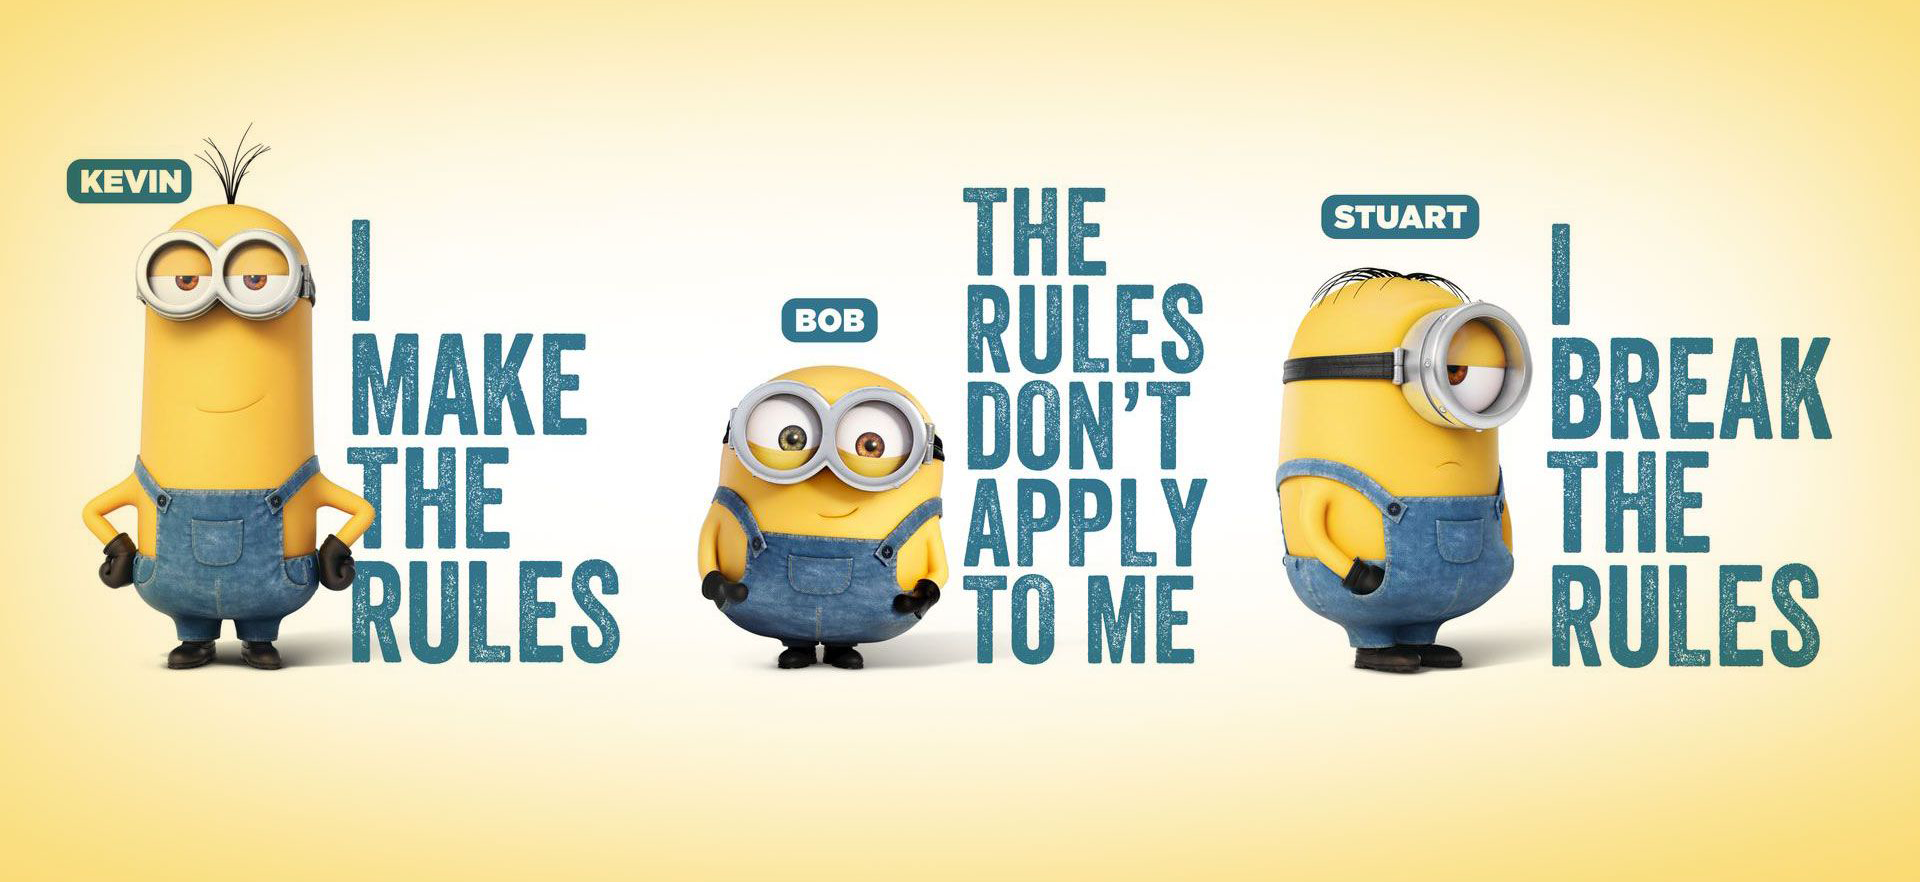 KEVIN
I
MAKE
THE
RULES
BOB
THE
RULES
DON'T
APPLY
TO ME
STUART
I
BREAK
THE
RULES